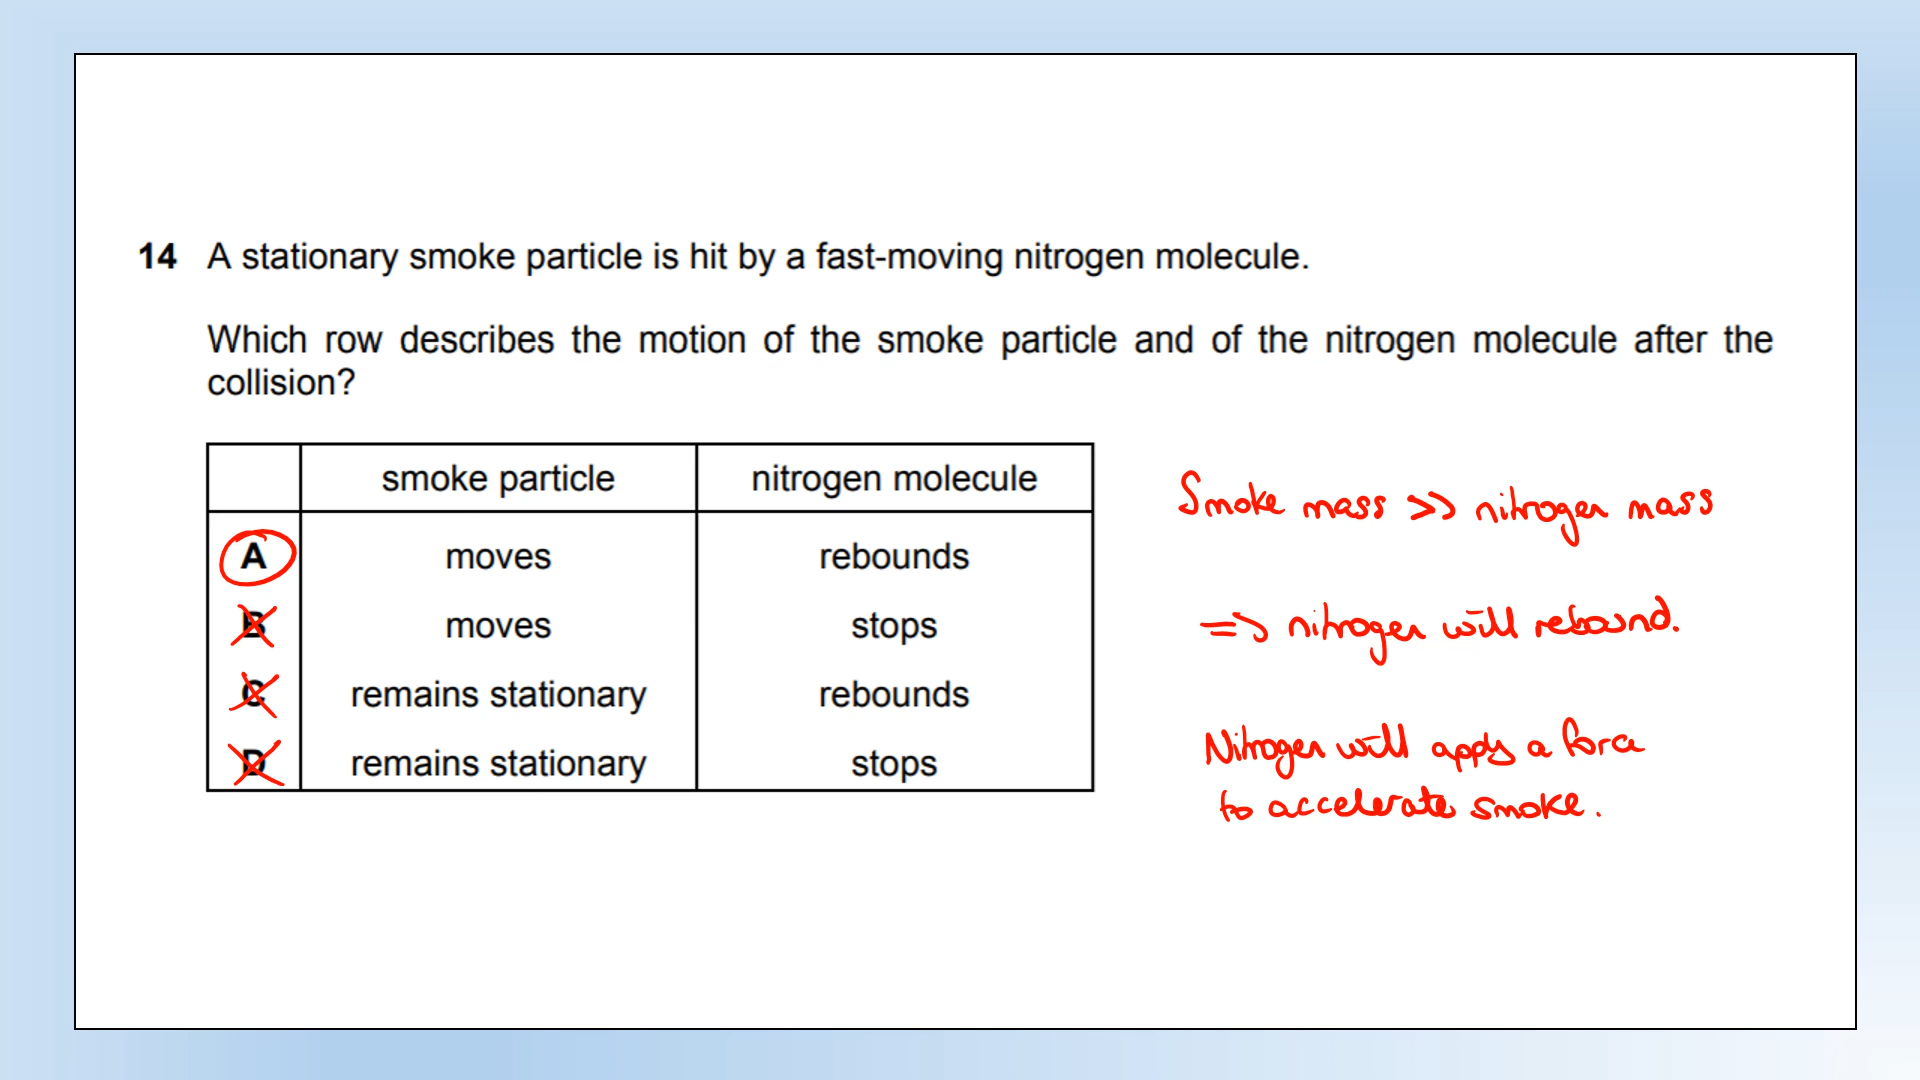 14 A stationary smoke particle is hit by a fast-moving nitrogen molecule.
Which row describes the motion of the smoke particle and of the nitrogen molecule after the
collision?
smoke particle nitrogen molecule
A moves rebounds
B moves stops
C remains stationary rebounds
D remains stationary stops
Smoke mass >> nitrogen mass
=> nitrogen will rebound.
Nitrogen will apply a force
to accelerate smoke.